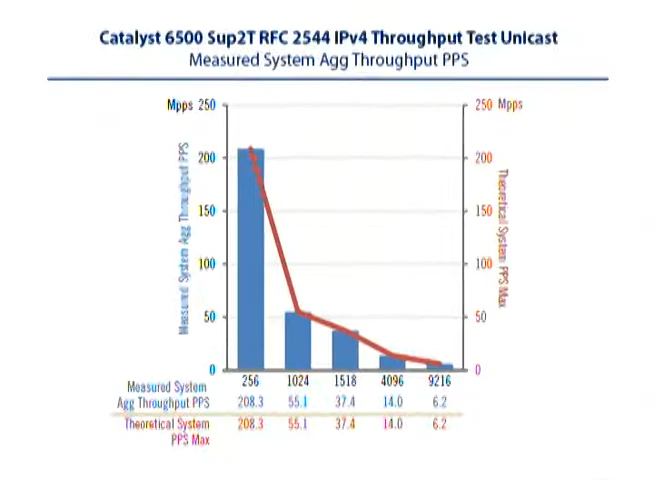 Catalyst 6500 Sup2T RFC 2544 IPv4 Throughput Test Unicast
Measured System Agg Throughput PPS
Mpps 250
200
150
100
50
0
Measured System Agg Throughput PPS
250 Mpps
200
150
100
50
0
Theoretical System PPS Max
256 1024 1518 4096 9216
Measured System
Agg Throughput PPS 208.3 55.1 37.4 14.0 6.2
Theoretical System 208.3 55.1 37.4 14.0 6.2
PPS Max